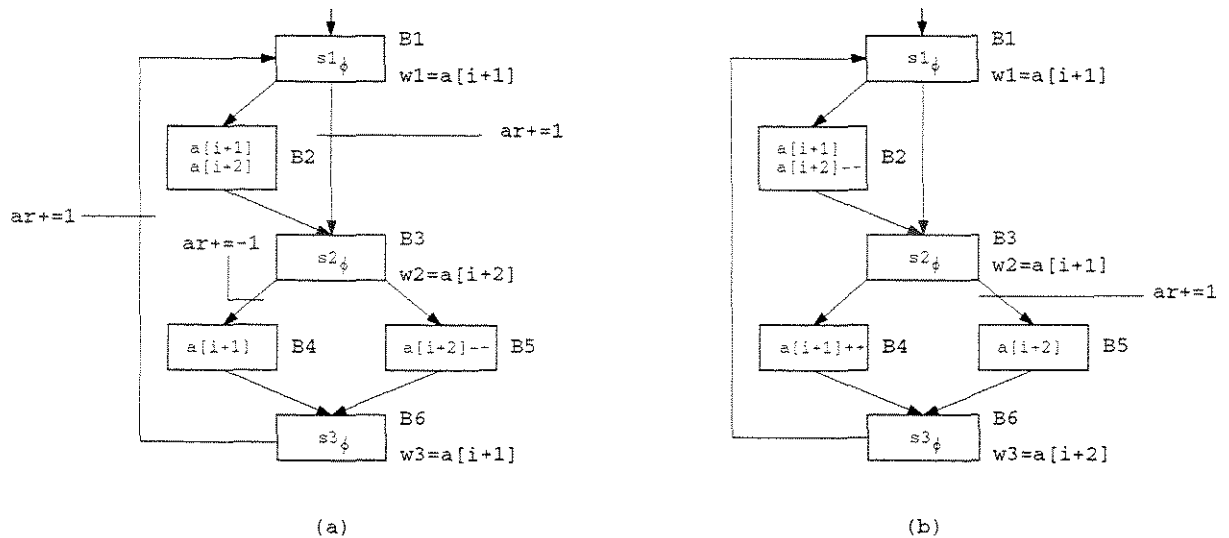 B1
s1ϕ
w1=a[i+1]
a[i+1]
a[i+2]
B2
ar+=1
ar+=1
ar+=-1
B3
s2ϕ
w2=a[i+2]
a[i+1]
B4
a[i+2]--
B5
B6
s3ϕ
w3=a[i+1]
(a)
B1
s1ϕ
w1=a[i+1]
a[i+1]
a[i+2]--
B2
B3
s2ϕ
w2=a[i+1]
ar+=1
a[i+1]++
B4
a[i+2]
B5
B6
s3ϕ
w3=a[i+2]
(b)